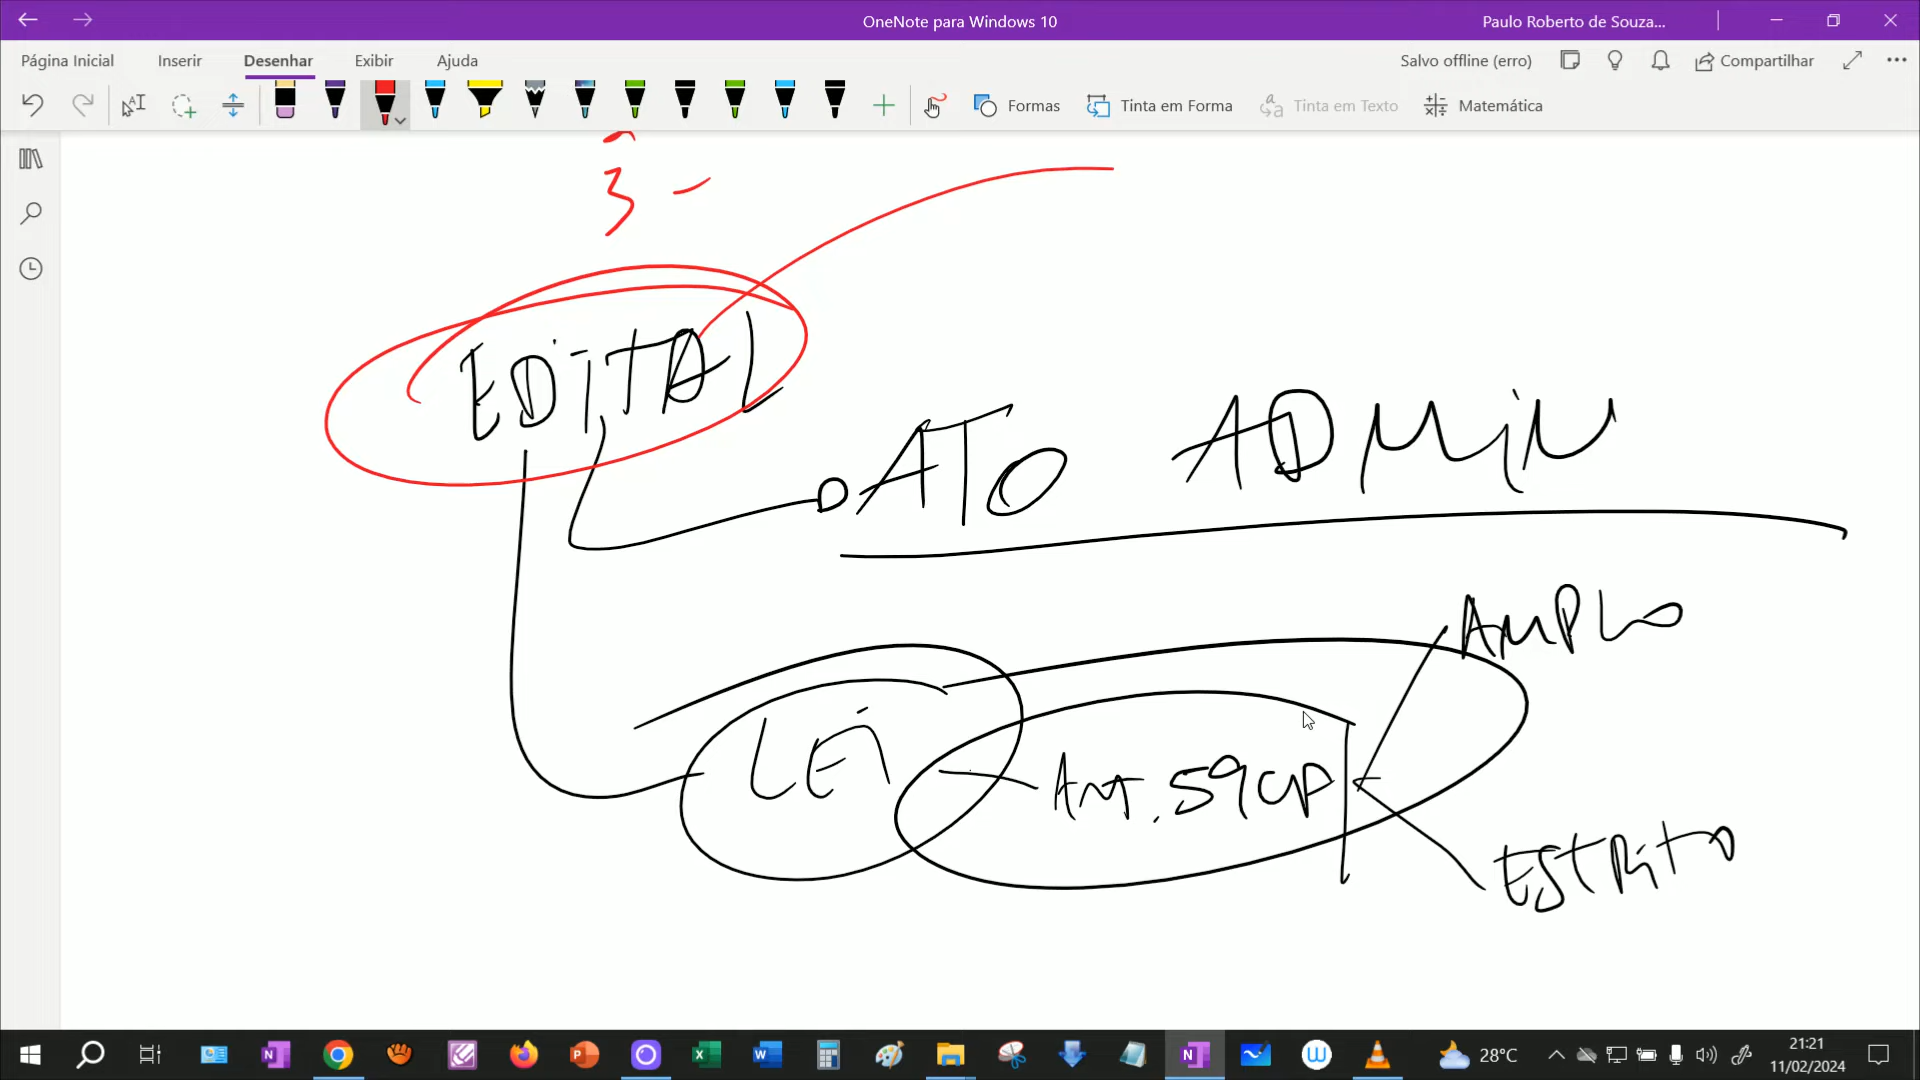 OneNote para Windows 10
Paulo Roberto de Souza...
Página Inicial Inserir Desenhar Exibir Ajuda
Salvo offline (erro) Compartilhar
Formas Tinta em Forma Tinta em Texto Matemática
3 -
EDITAL
ATO ADMIN
AMPLO
LEI
Art. 59 CP
ESTRITO
28°C
21:21
11/02/2024